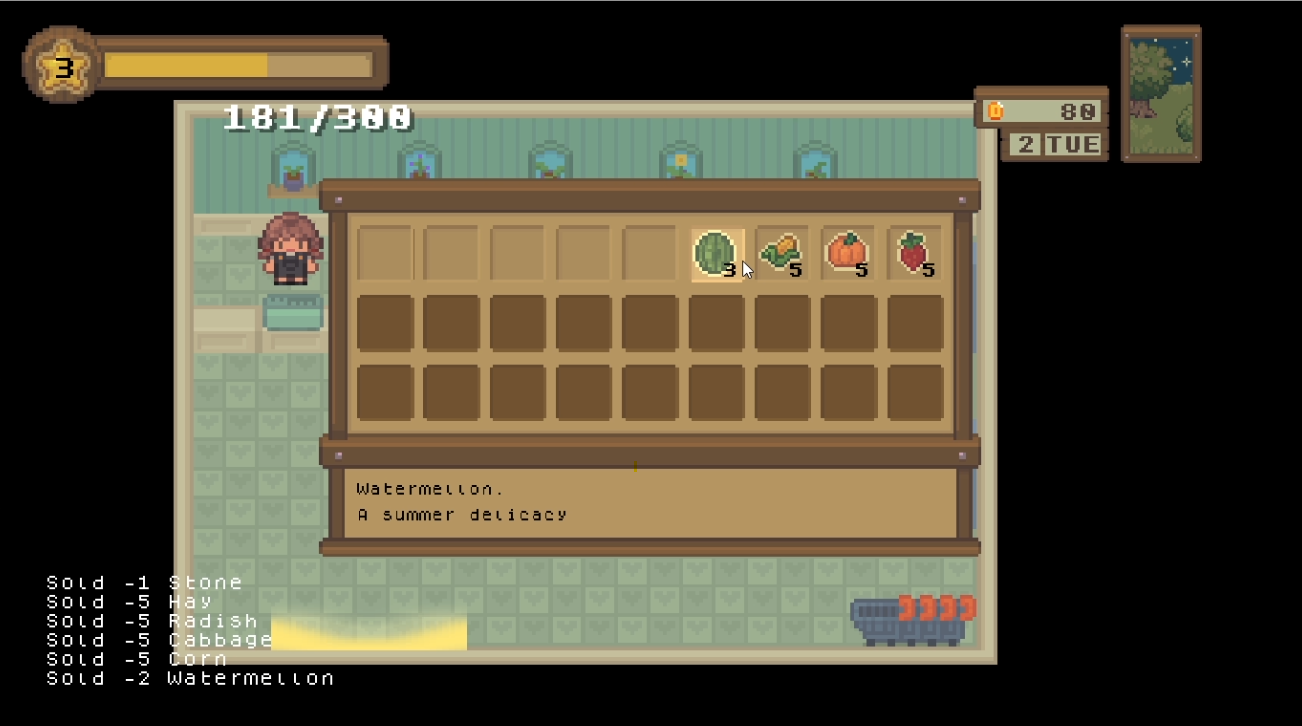 3
181/300
80
2 TUE
3 5 5 5
Watermellon.
A summer delicacy
Sold -1 Stone
Sold -5 Hay
Sold -5 Radish
Sold -5 Cabbage
Sold -5 Corn
Sold -2 Watermellon